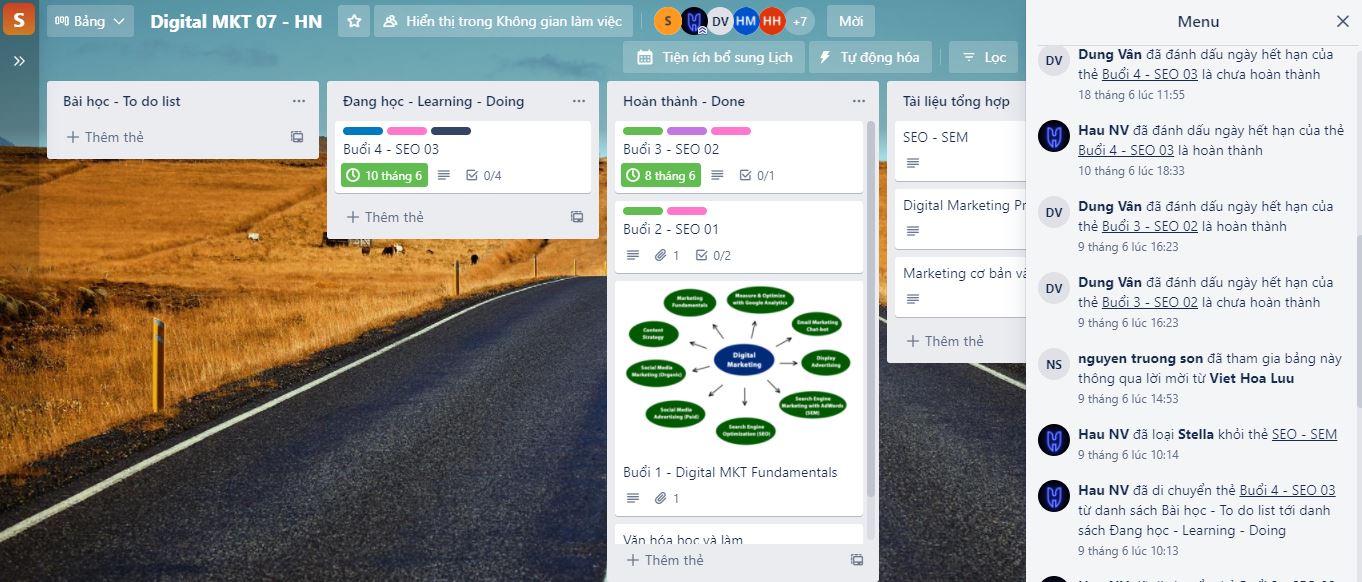 S
Bảng
Digital MKT 07 - HN
Hiển thị trong Không gian làm việc
S
DV
HM
HH
+7
Mời
Tiện ích bổ sung Lịch
Tự động hóa
Lọc
Bài học - To do list
Thêm thẻ
Đang học - Learning - Doing
Buổi 4 - SEO 03
10 tháng 6
0/4
Thêm thẻ
Hoàn thành - Done
Buổi 3 - SEO 02
8 tháng 6
0/1
Buổi 2 - SEO 01
1
0/2
Marketing
Fundamentals
Measure & Optimize
with Google Analytics
Content
Strategy
Email Marketing
Chat-bot
Digital
Marketing
Social Media
Marketing (Organic)
Display
Advertising
Social Media
Advertising (Paid)
Search Engine
Marketing with AdWords
(SEM)
Search Engine
Optimization (SEO)
Buổi 1 - Digital MKT Fundamentals
1
Văn hóa học và làm
Thêm thẻ
Tài liệu tổng hợp
SEO - SEM
Digital Marketing Pr
Marketing cơ bản và
Thêm thẻ
Menu
DV
Dung Vân đã đánh dấu ngày hết hạn của
thẻ Buổi 4 - SEO 03 là chưa hoàn thành
18 tháng 6 lúc 11:55
Hau NV đã đánh dấu ngày hết hạn của thẻ
Buổi 4 - SEO 03 là hoàn thành
10 tháng 6 lúc 18:33
DV
Dung Vân đã đánh dấu ngày hết hạn của
thẻ Buổi 3 - SEO 02 là hoàn thành
9 tháng 6 lúc 16:23
DV
Dung Vân đã đánh dấu ngày hết hạn của
thẻ Buổi 3 - SEO 02 là chưa hoàn thành
9 tháng 6 lúc 16:23
NS
nguyen truong son đã tham gia bảng này
thông qua lời mời từ Viet Hoa Luu
9 tháng 6 lúc 14:53
Hau NV đã loại Stella khỏi thẻ SEO - SEM
9 tháng 6 lúc 10:14
Hau NV đã di chuyển thẻ Buổi 4 - SEO 03
từ danh sách Bài học - To do list tới danh
sách Đang học - Learning - Doing
9 tháng 6 lúc 10:13